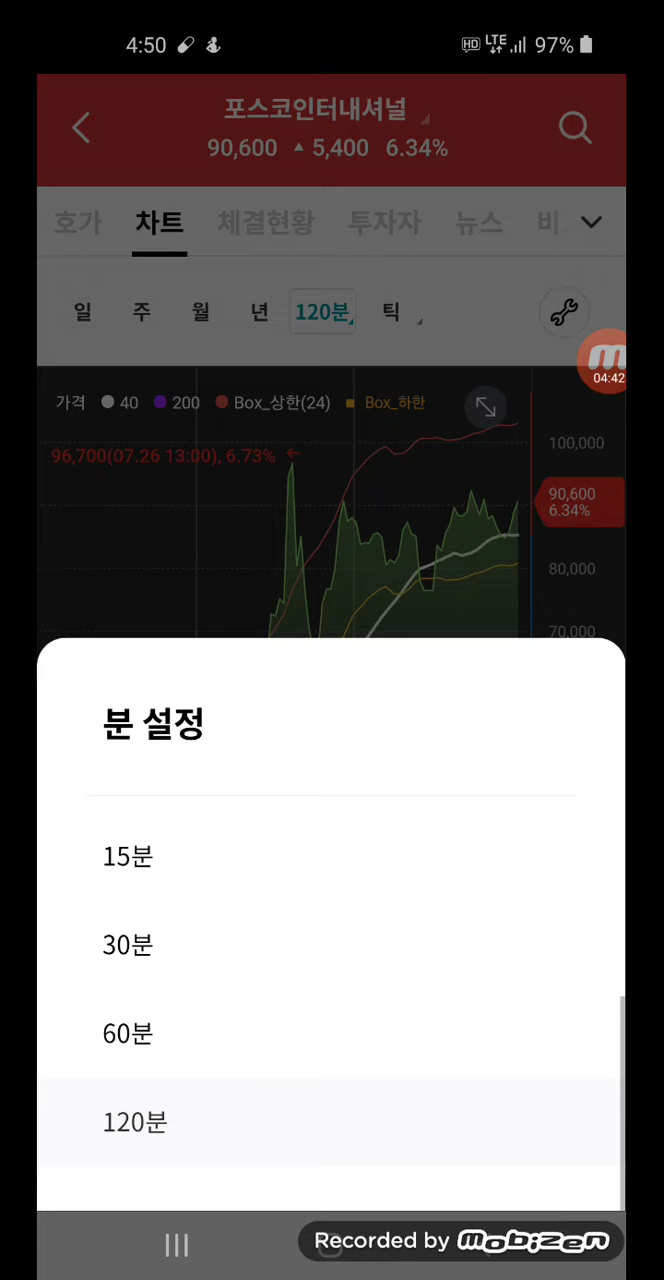 4:50 HD LTE 97%
포스코인터내셔널
90,600 ▲ 5,400 6.34%
호가 차트 체결현황 투자자 뉴스 비
일 주 월 년 120분 틱
04:42
가격 40 200 Box_상한(24) Box_하한
96,700(07.26 13:00), 6.73% ←
100,000
90,600
6.34%
80,000
70,000
분 설정
15분
30분
60분
120분
Recorded by mobizen